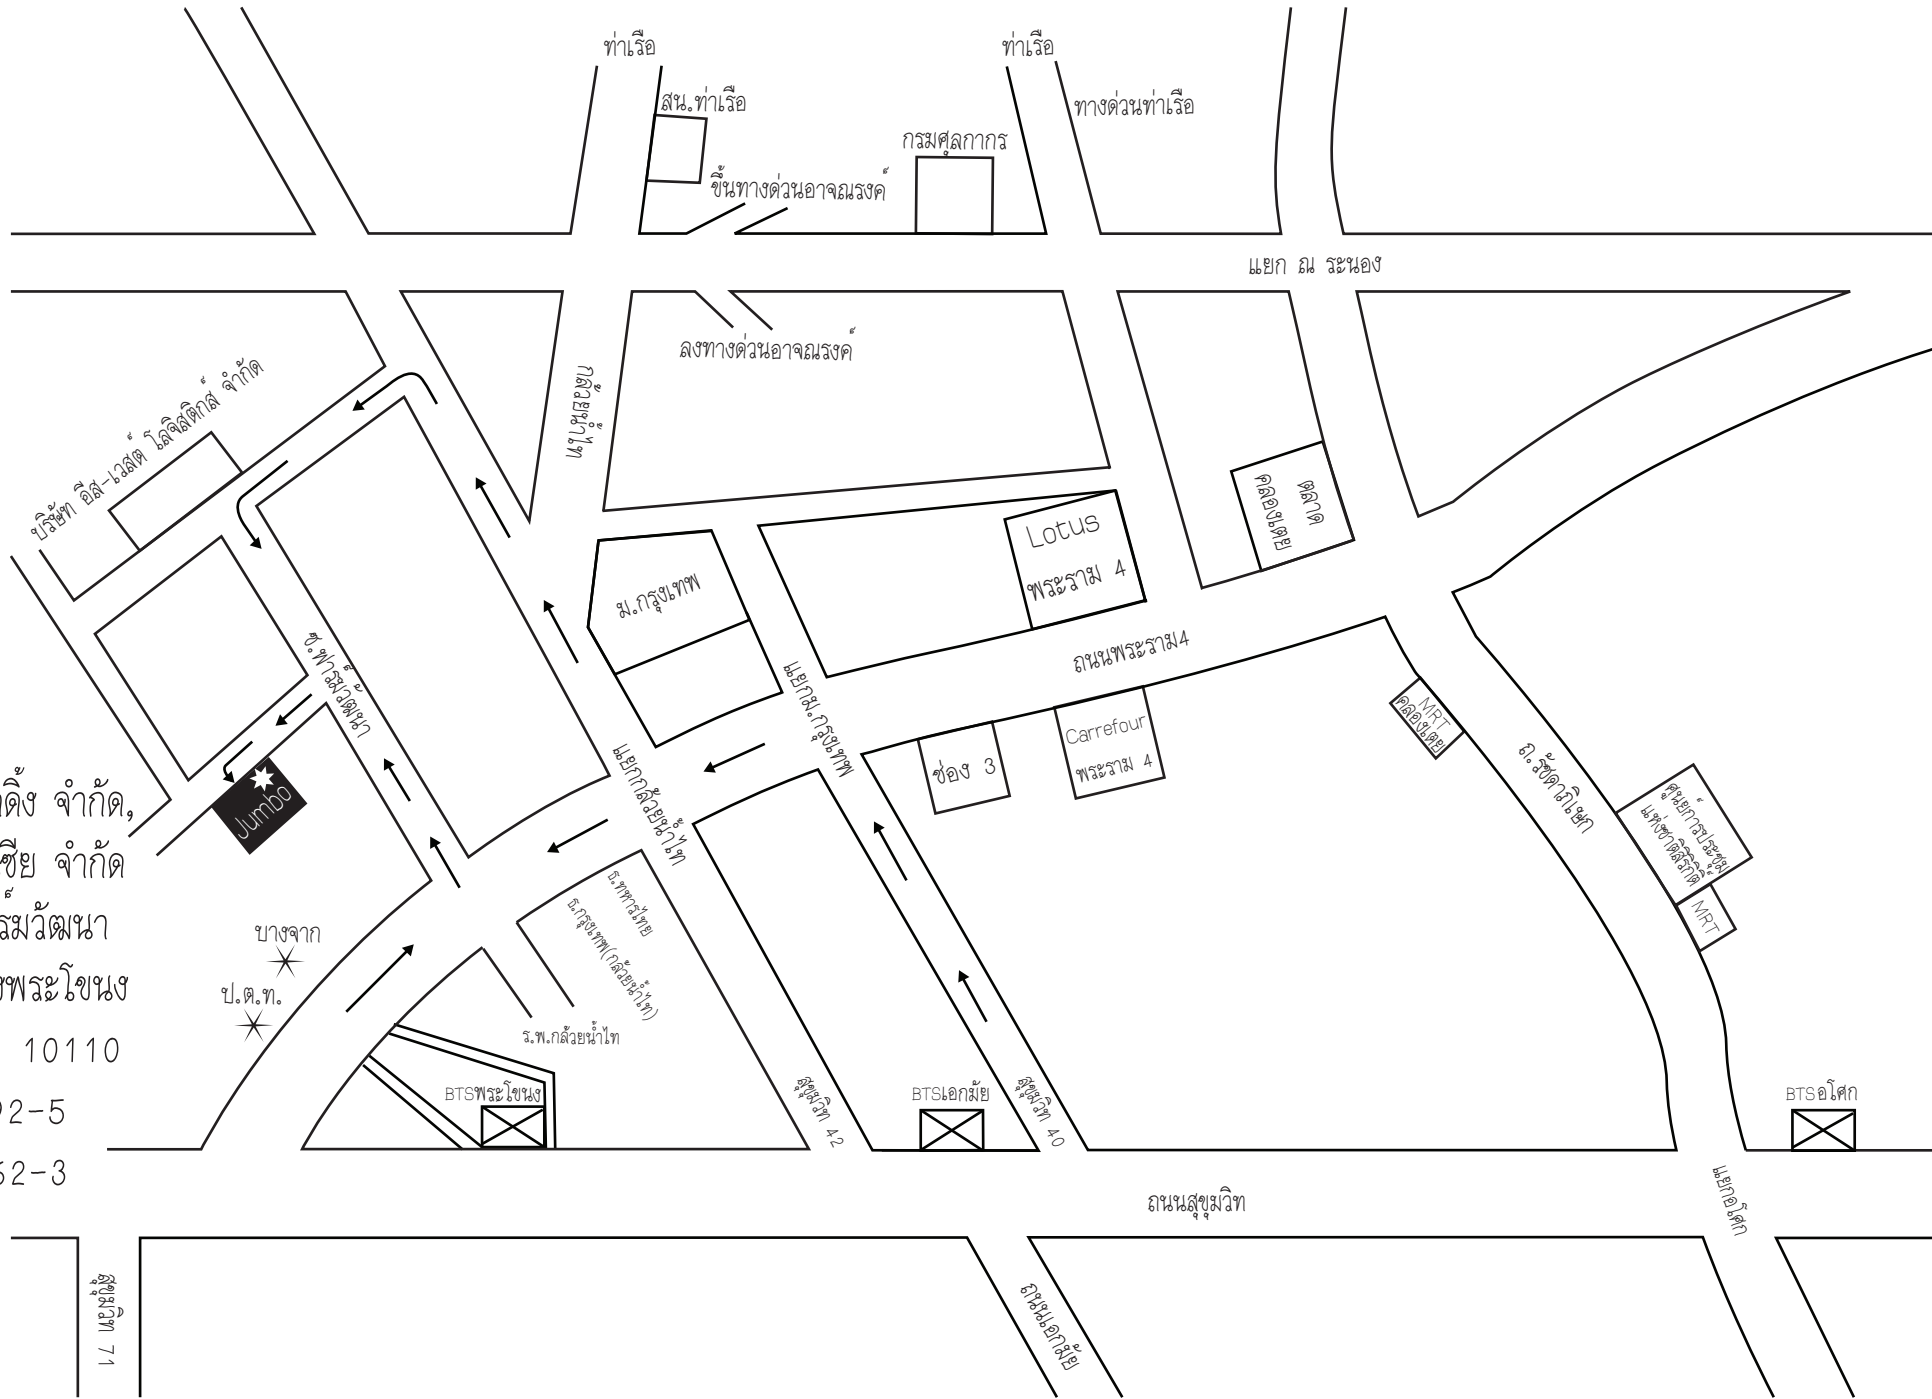 ท่าเรือ
ท่าเรือ
สน.ท่าเรือ
ทางด่วนท่าเรือ
กรมศุลกากร
ขึ้นทางด่วนอาจณรงค์
แยก ณ ระนอง
ลงทางด่วนอาจณรงค์
กล้วยน้ำไท
บริษัท อีส-เวสต์ โลจิสติกส์ จำกัด
ตลาด
คลองเตย
Lotus
พระราม 4
ม.กรุงเทพ
ถนนพระราม4
ซ.ฟาร์มวัฒนา
แยกม.กรุงเทพ
MRT
คลองเตย
Carrefour
พระราม 4
ช่อง 3
แยกกล้วยน้ำไท
ถ.รัชดาภิเษก
ศูนย์การประชุม
แห่งชาติสิริกิติ์
MRT
Jumbo
ดิ้ง จำกัด,
เซีย จำกัด
ร์มวัฒนา
งพระโขนง
10110
92-5
52-3
บางจาก
ป.ต.ท.
ธ.ทหารไทย
ธ.กรุงเทพ(กล้วยน้ำไท)
ร.พ.กล้วยน้ำไท
BTSพระโขนง
สุขุมวิท 42
BTSเอกมัย
สุขุมวิท 40
BTSอโศก
แยกอโศก
ถนนสุขุมวิท
สุขุมวิท 71
ถนนเอกมัย